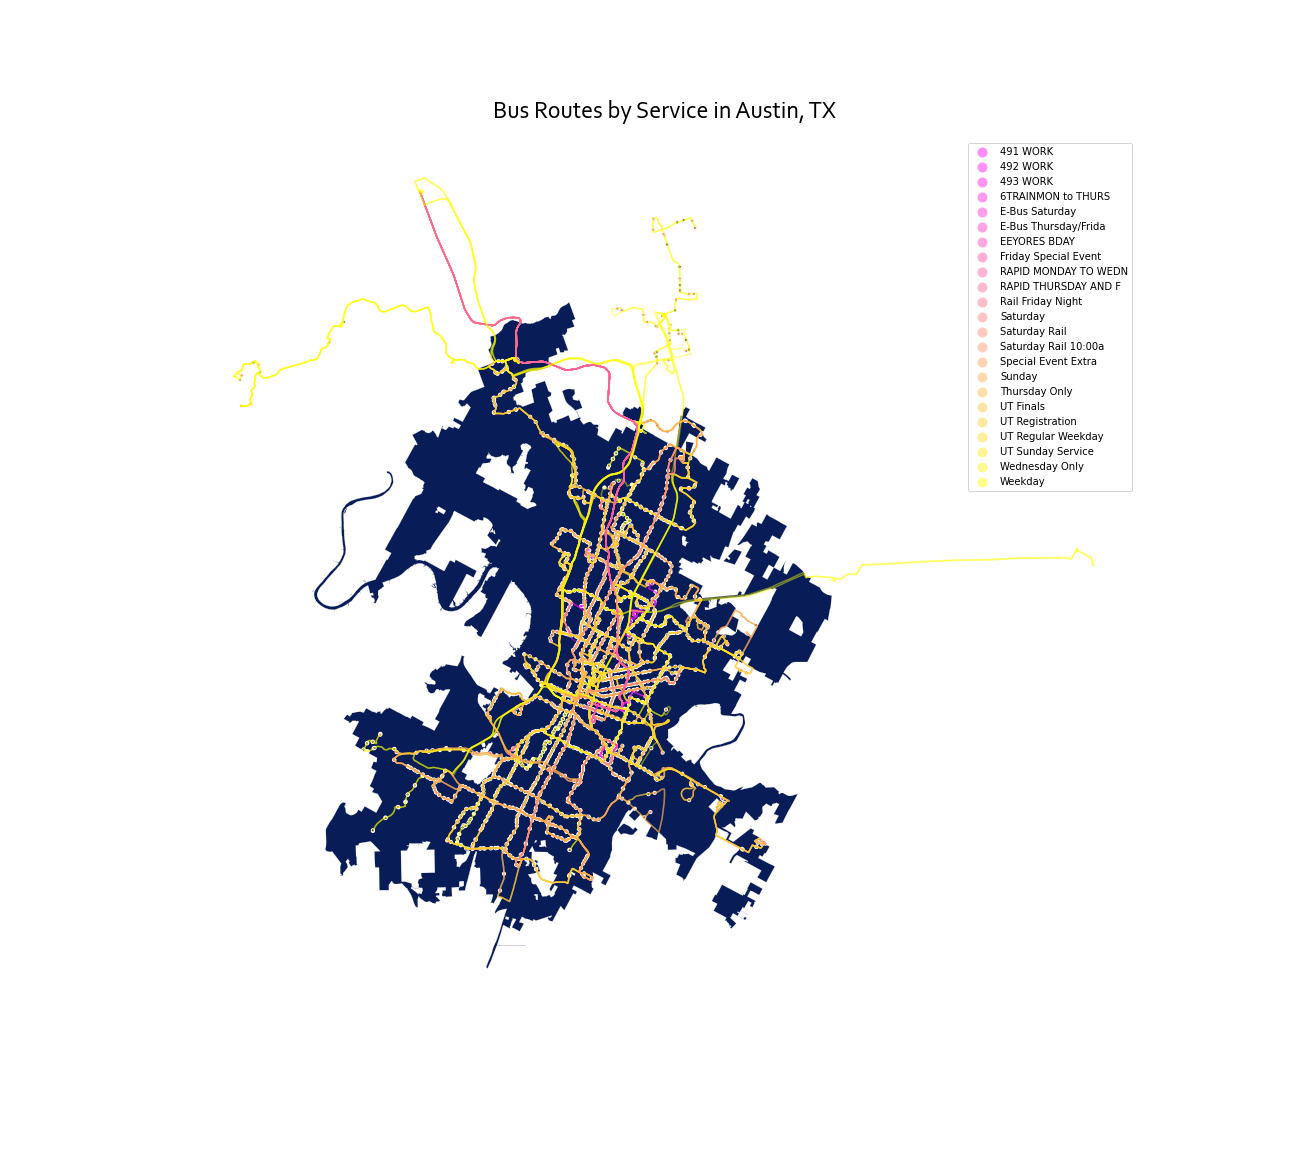 Bus Routes by Service in Austin, TX
491 WORK
492 WORK
493 WORK
6TRAINMON to THURS
E-Bus Saturday
E-Bus Thursday/Frida
EEYORES BDAY
Friday Special Event
RAPID MONDAY TO WEDN
RAPID THURSDAY AND F
Rail Friday Night
Saturday
Saturday Rail
Saturday Rail 10:00a
Special Event Extra
Sunday
Thursday Only
UT Finals
UT Registration
UT Regular Weekday
UT Sunday Service
Wednesday Only
Weekday